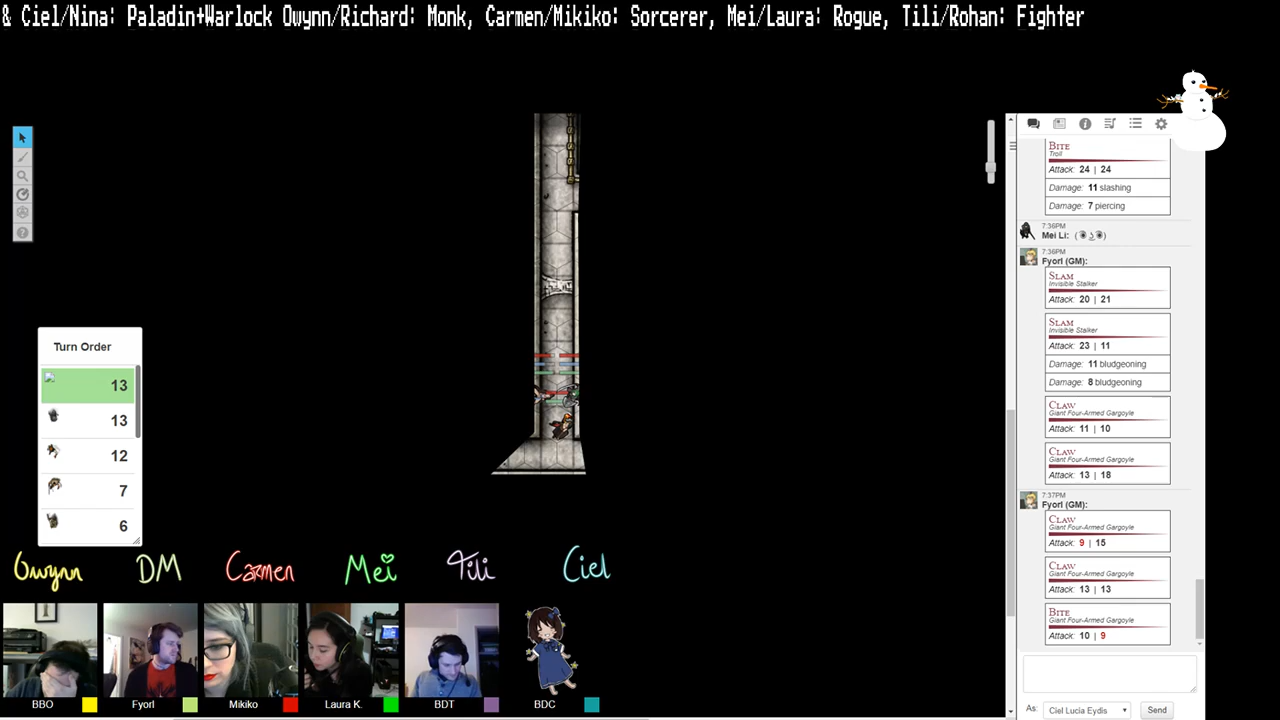 & Ciel/Nina: Paladin+Warlock Owynn/Richard: Monk, Carmen/Mikiko: Sorcerer, Mei/Laura: Rogue, Tili/Rohan: Fighter
Turn Order
13
13
12
7
6
Owynn
DM
Carmen
Mei
Tili
Ciel
BBO
Fyorl
Mikiko
Laura K.
BDT
BDC
Bite
Troll
Attack: 24 | 24
Damage: 11 slashing
Damage: 7 piercing
7:36PM
Mei Li:
7:36PM
Fyorl (GM):
Slam
Invisible Stalker
Attack: 20 | 21
Slam
Invisible Stalker
Attack: 23 | 11
Damage: 11 bludgeoning
Damage: 8 bludgeoning
Claw
Giant Four-Armed Gargoyle
Attack: 11 | 10
Claw
Giant Four-Armed Gargoyle
Attack: 13 | 18
7:37PM
Fyorl (GM):
Claw
Giant Four-Armed Gargoyle
Attack: 9 | 15
Claw
Giant Four-Armed Gargoyle
Attack: 13 | 13
Bite
Giant Four-Armed Gargoyle
Attack: 10 | 9
As: Ciel Lucia Eydis
Send